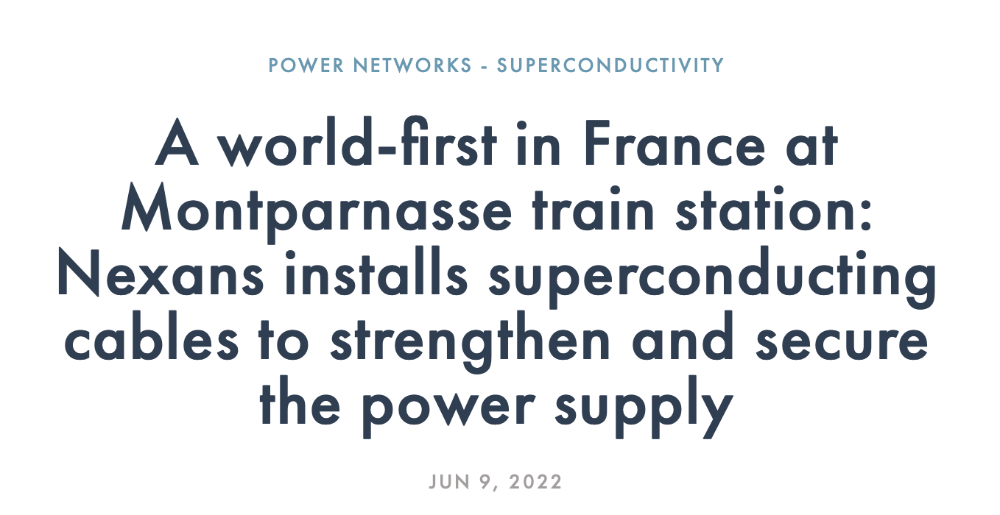 POWER NETWORKS - SUPERCONDUCTIVITY
A world-first in France at
Montparnasse train station:
Nexans installs superconducting
cables to strengthen and secure
the power supply
JUN 9, 2022